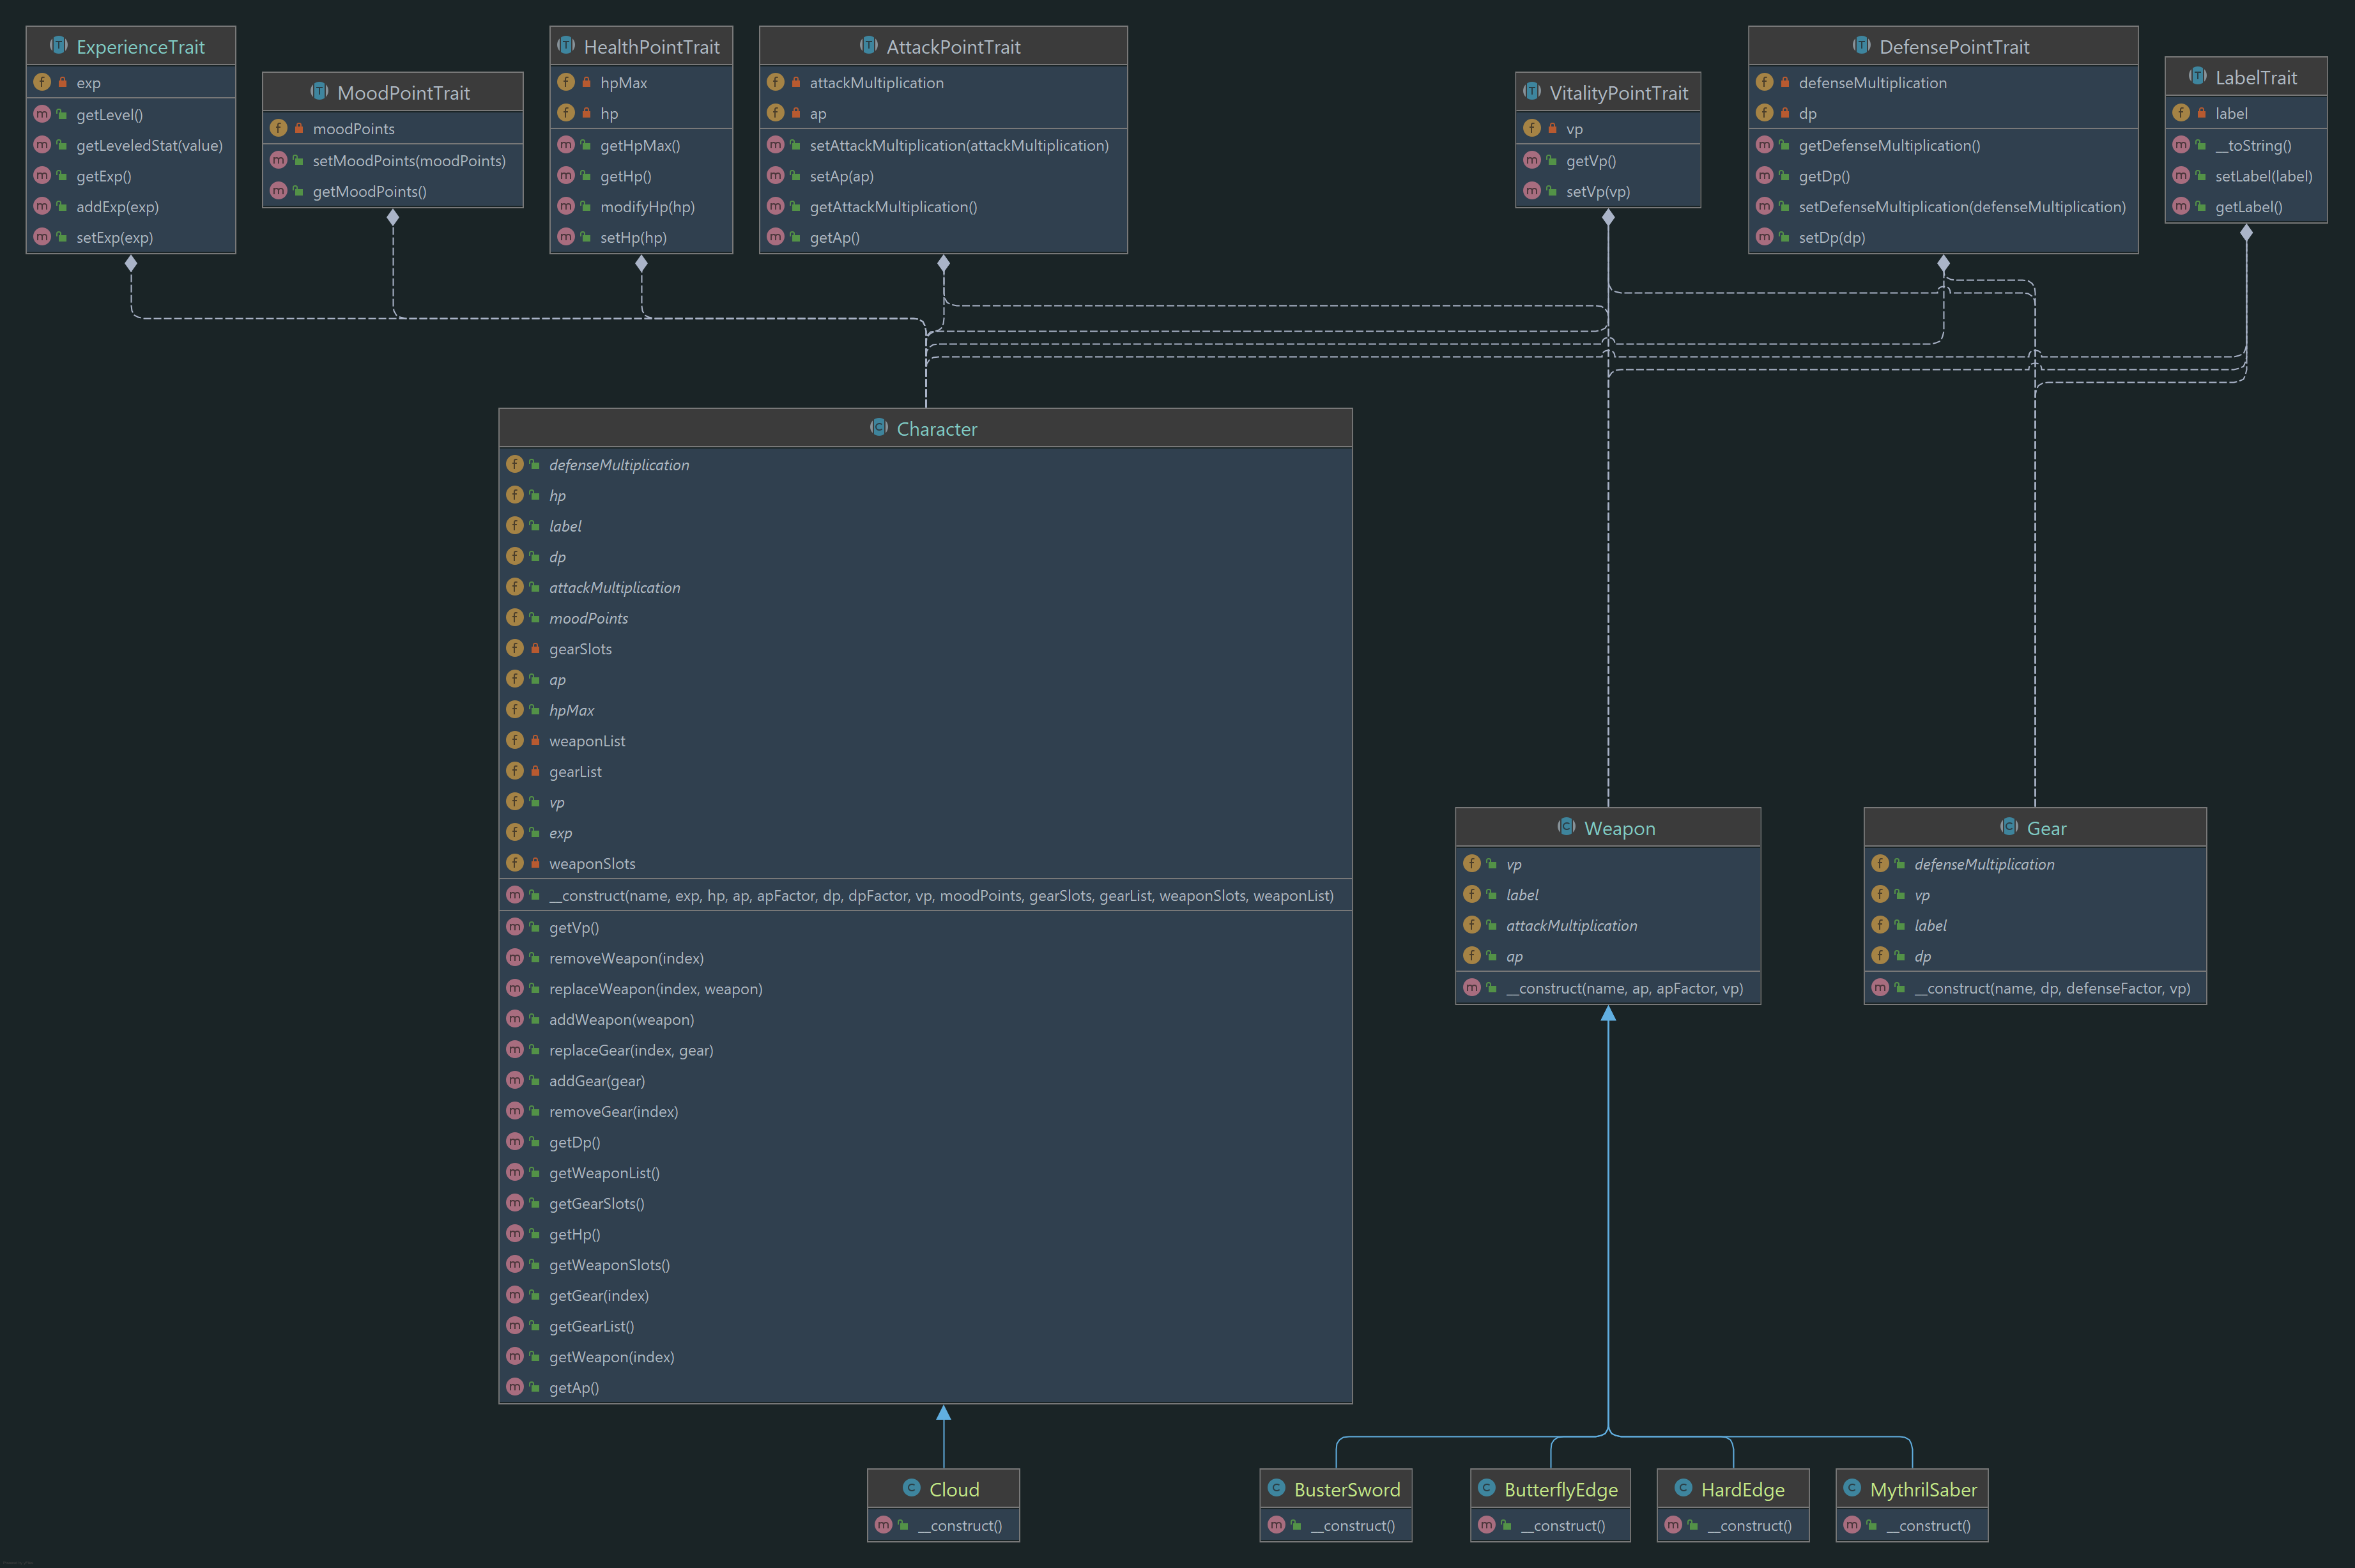 ExperienceTrait
exp
getLevel()
getLeveledStat(value)
getExp()
addExp(exp)
setExp(exp)
MoodPointTrait
moodPoints
setMoodPoints(moodPoints)
getMoodPoints()
HealthPointTrait
hpMax
hp
getHpMax()
getHp()
modifyHp(hp)
setHp(hp)
AttackPointTrait
attackMultiplication
ap
setAttackMultiplication(attackMultiplication)
setAp(ap)
getAttackMultiplication()
getAp()
VitalityPointTrait
vp
getVp()
setVp(vp)
DefensePointTrait
defenseMultiplication
dp
getDefenseMultiplication()
getDp()
setDefenseMultiplication(defenseMultiplication)
setDp(dp)
LabelTrait
label
__toString()
setLabel(label)
getLabel()
Character
defenseMultiplication
hp
label
dp
attackMultiplication
moodPoints
gearSlots
ap
hpMax
weaponList
gearList
vp
exp
weaponSlots
__construct(name, exp, hp, ap, apFactor, dp, dpFactor, vp, moodPoints, gearSlots, gearList, weaponSlots, weaponList)
getVp()
removeWeapon(index)
replaceWeapon(index, weapon)
addWeapon(weapon)
replaceGear(index, gear)
addGear(gear)
removeGear(index)
getDp()
getWeaponList()
getGearSlots()
getHp()
getWeaponSlots()
getGear(index)
getGearList()
getWeapon(index)
getAp()
Weapon
vp
label
attackMultiplication
ap
__construct(name, ap, apFactor, vp)
Gear
defenseMultiplication
vp
label
dp
__construct(name, dp, defenseFactor, vp)
Cloud
__construct()
BusterSword
__construct()
ButterflyEdge
__construct()
HardEdge
__construct()
MythrilSaber
__construct()